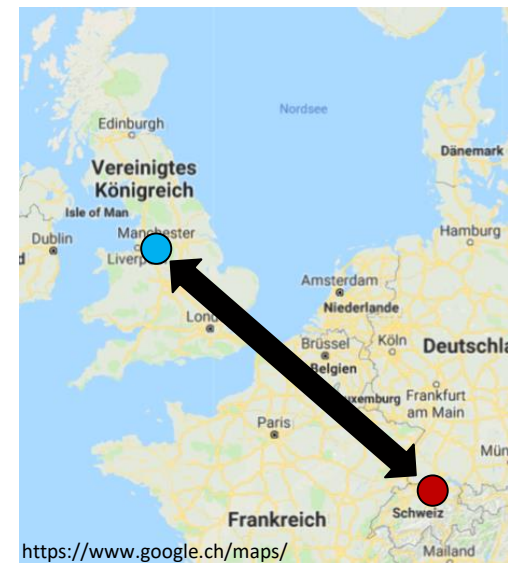 Nordsee
Edinburgh
Dänemark
Vereinigtes
Königreich
Isle of Man
Dublin
Manchester
Hamburg
Amsterdam
Niederlande
Brüssel
Köln
Deutschla
Belgien
Frankfurt
am Main
Paris
Schweiz
Frankreich
Mailand
https://www.google.ch/maps/